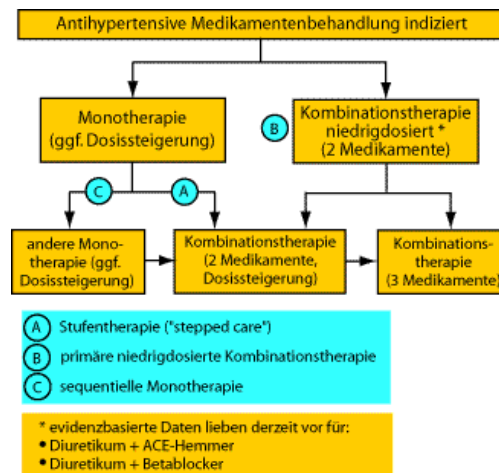 Antihypertensive Medikamentenbehandlung indiziert
Monotherapie
(ggf. Dosissteigerung)
B
Kombinationstherapie
niedrigdosiert *
(2 Medikamente)
C
A
andere Mono-
therapie (ggf.
Dosissteigerung)
Kombinationstherapie
(2 Medikamente,
Dosissteigerung)
Kombinations-
therapie
(3 Medikamente)
A Stufentherapie ("stepped care")
B primäre niedrigdosierte Kombinationstherapie
C sequentielle Monotherapie
* evidenzbasierte Daten lieben derzeit vor für:
• Diuretikum + ACE-Hemmer
• Diuretikum + Betablocker